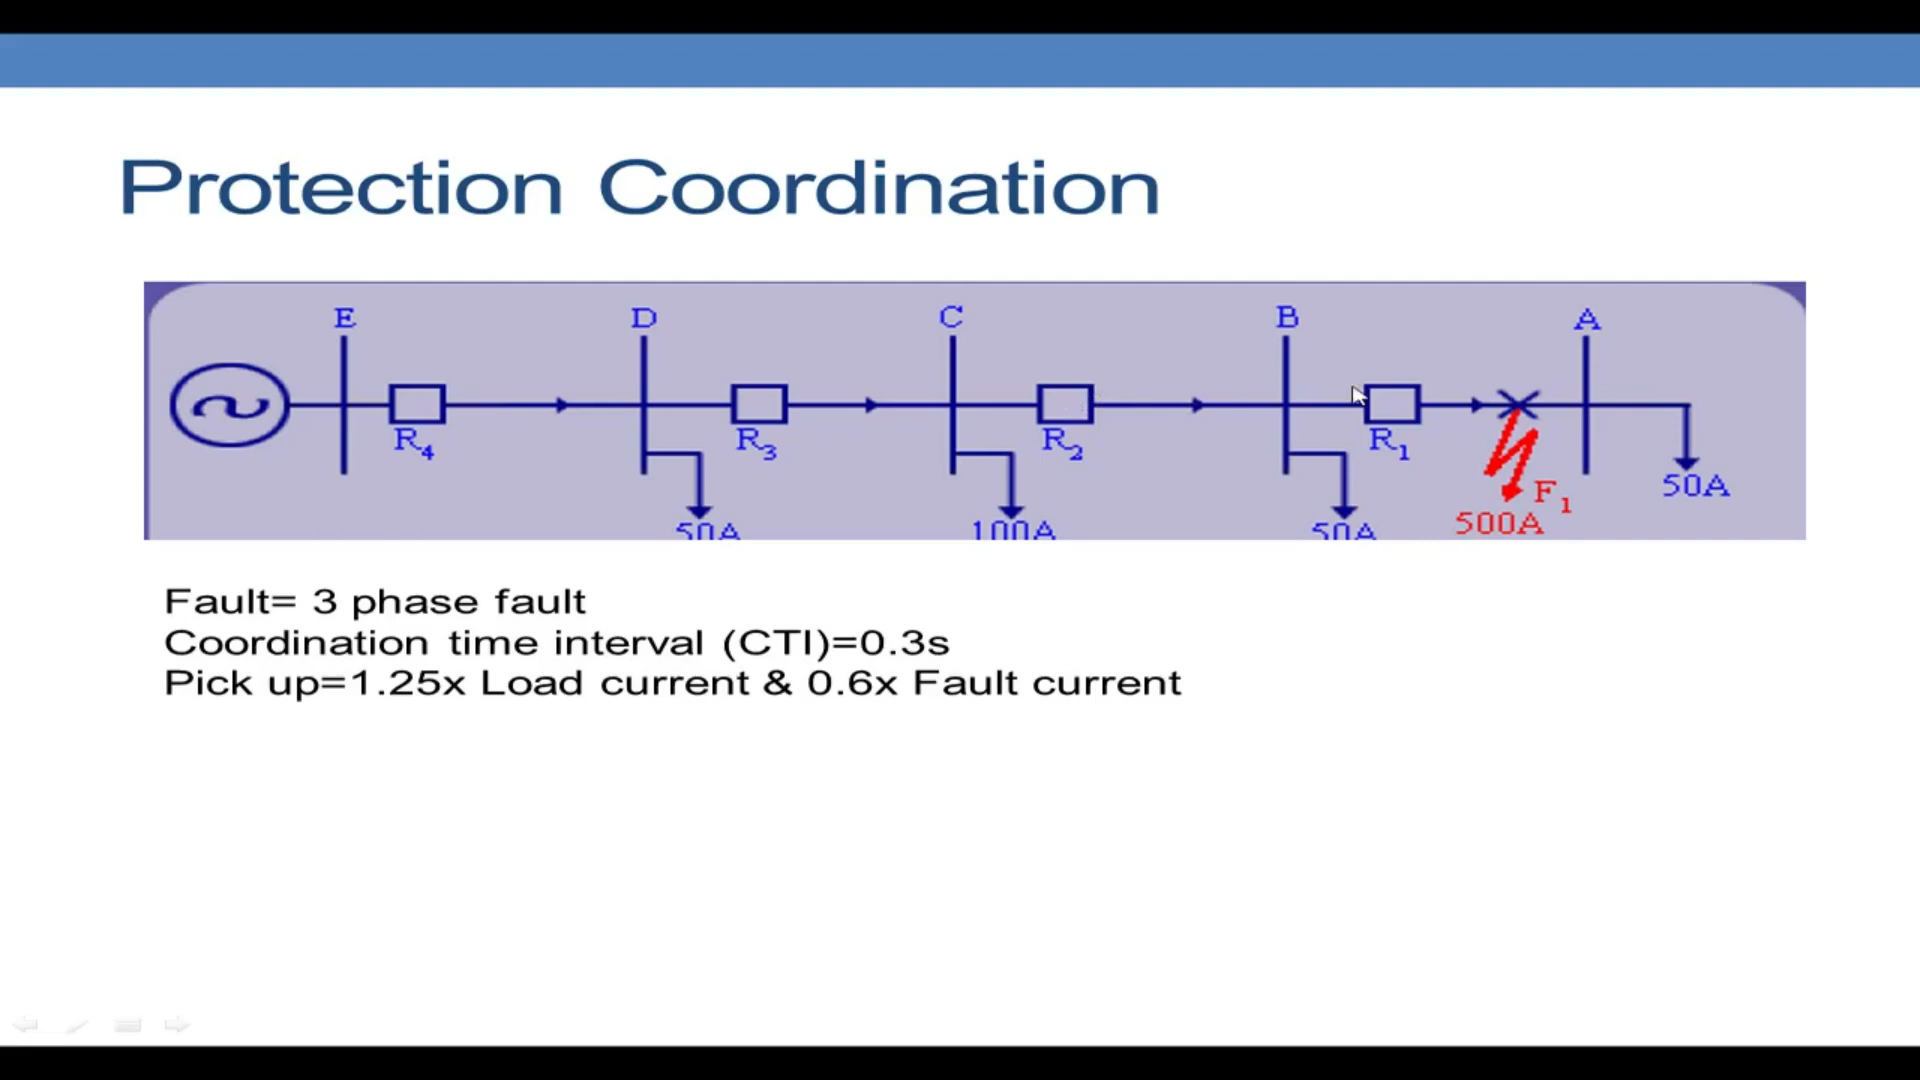 Protection Coordination
E D C B A
R4 R3 R2 R1
50A 100A 50A 500A F1 50A
Fault= 3 phase fault
Coordination time interval (CTI)=0.3s
Pick up=1.25x Load current & 0.6x Fault current